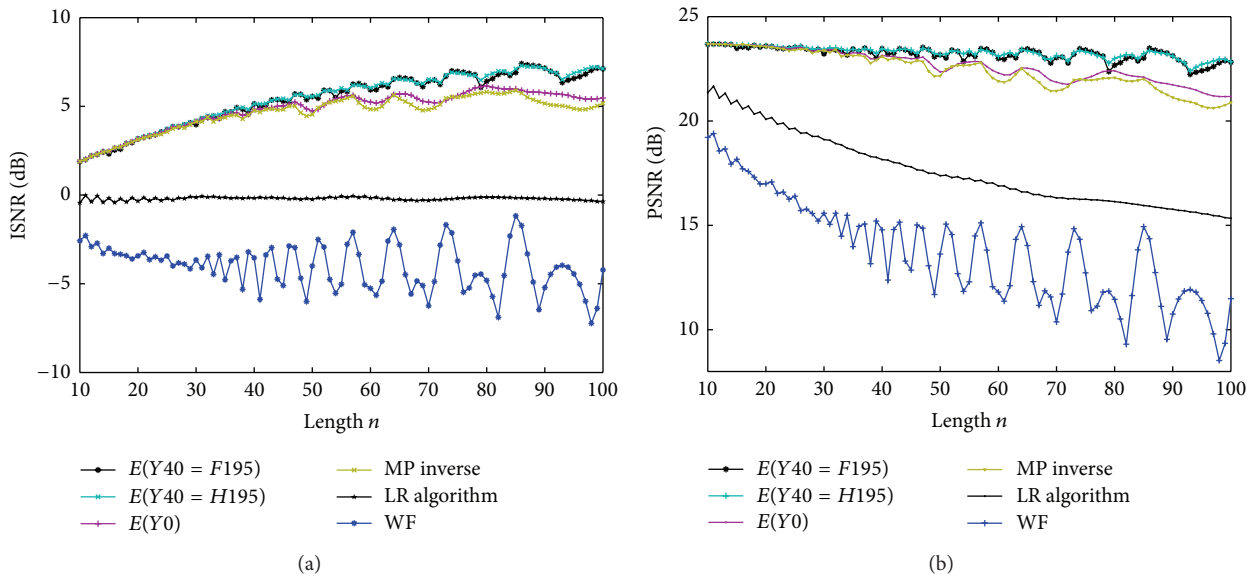 10
5
0
−5
−10
ISNR (dB)
10 20 30 40 50 60 70 80 90 100
Length n
E(Y40 = F195)
E(Y40 = H195)
E(Y0)
MP inverse
LR algorithm
WF
(a)
25
20
15
10
PSNR (dB)
10 20 30 40 50 60 70 80 90 100
Length n
E(Y40 = F195)
E(Y40 = H195)
E(Y0)
MP inverse
LR algorithm
WF
(b)